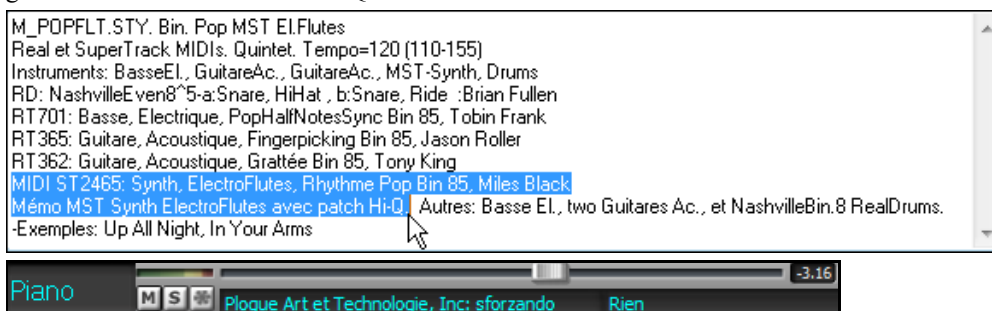 M_POPFLT.STY. Bin. Pop MST El.Flutes
Real et SuperTrack MIDIs. Quintet. Tempo=120 (110-155)
Instruments: BasseEl., GuitareAc., GuitareAc., MST-Synth, Drums
RD: NashvilleEven8^5-a:Snare, HiHat , b:Snare, Ride :Brian Fullen
RT701: Basse, Electrique, PopHalfNotesSync Bin 85, Tobin Frank
RT365: Guitare, Acoustique, Fingerpicking Bin 85, Jason Roller
RT362: Guitare, Acoustique, Grattée Bin 85, Tony King
MIDI ST2465: Synth, ElectroFlutes, Rhythme Pop Bin 85, Miles Black
Mémo MST Synth ElectroFlutes avec patch Hi-Q. Autres: Basse El., two Guitares Ac., et NashvilleBin.8 RealDrums.
-Exemples: Up All Night, In Your Arms
-3.16
Piano M S
Plogue Art et Technologie, Inc: sforzando Rien